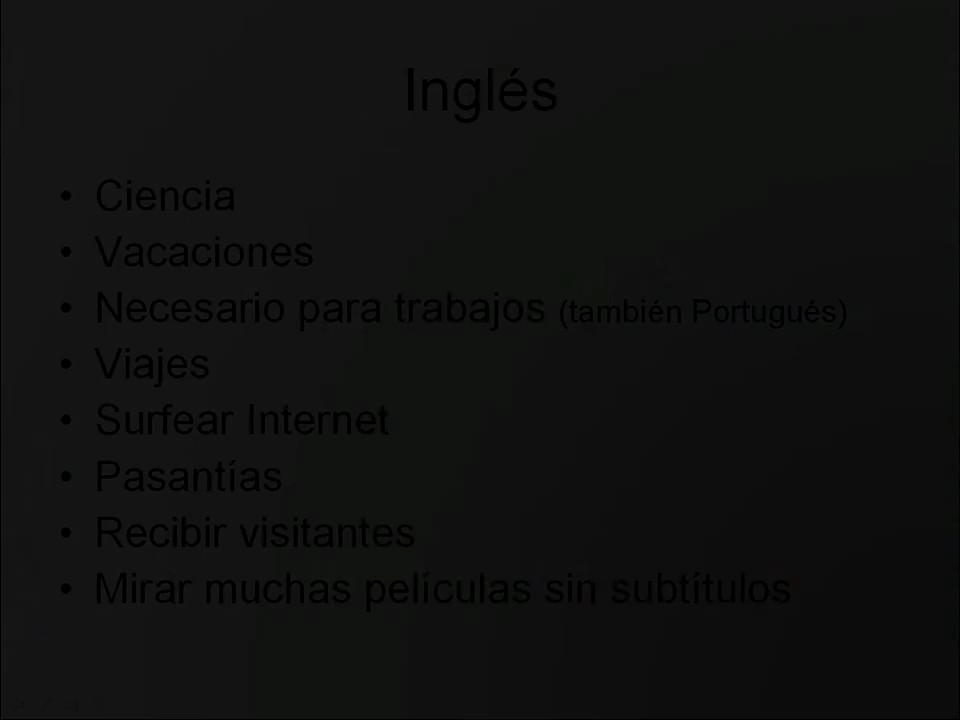 Inglés
• Ciencia
• Vacaciones
• Necesario para trabajos (también Portugués)
• Viajes
• Surfear Internet
• Pasantías
• Recibir visitantes
• Mirar muchas películas sin subtítulos